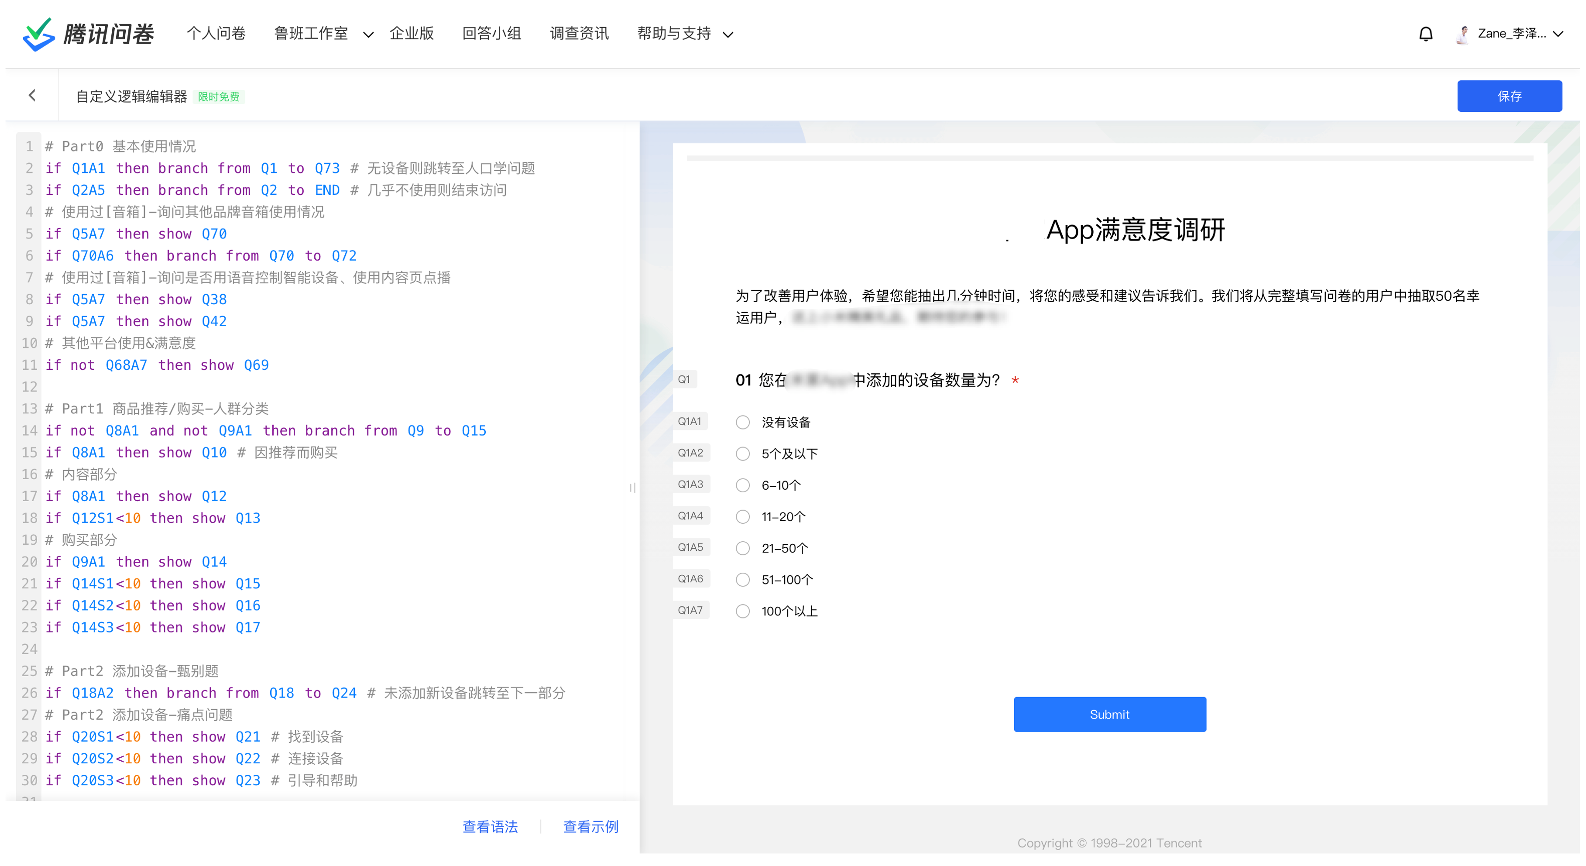 腾讯问卷 个人问卷 鲁班工作室 企业版 回答小组 调查资讯 帮助与支持 Zane_李泽...
自定义逻辑编辑器 限时免费 保存
1 # Part0 基本使用情况
2 if Q1A1 then branch from Q1 to Q73 # 无设备则跳转至人口学问题
3 if Q2A5 then branch from Q2 to END # 几乎不使用则结束访问
4 # 使用过[音箱]-询问其他品牌音箱使用情况
5 if Q5A7 then show Q70
6 if Q70A6 then branch from Q70 to Q72
7 # 使用过[音箱]-询问是否用语音控制智能设备、使用内容页点播
8 if Q5A7 then show Q38
9 if Q5A7 then show Q42
10 # 其他平台使用&满意度
11 if not Q68A7 then show Q69
12
13 # Part1 商品推荐/购买-人群分类
14 if not Q8A1 and not Q9A1 then branch from Q9 to Q15
15 if Q8A1 then show Q10 # 因推荐而购买
16 # 内容部分
17 if Q8A1 then show Q12
18 if Q12S1<10 then show Q13
19 # 购买部分
20 if Q9A1 then show Q14
21 if Q14S1<10 then show Q15
22 if Q14S2<10 then show Q16
23 if Q14S3<10 then show Q17
24
25 # Part2 添加设备-甄别题
26 if Q18A2 then branch from Q18 to Q24 # 未添加新设备跳转至下一部分
27 # Part2 添加设备-痛点问题
28 if Q20S1<10 then show Q21 # 找到设备
29 if Q20S2<10 then show Q22 # 连接设备
30 if Q20S3<10 then show Q23 # 引导和帮助
31
查看语法 查看示例
App满意度调研
为了改善用户体验，希望您能抽出几分钟时间，将您的感受和建议告诉我们。我们将从完整填写问卷的用户中抽取50名幸
运用户，
Q1 01 您在 中添加的设备数量为？ *
Q1A1 没有设备
Q1A2 5个及以下
Q1A3 6-10个
Q1A4 11-20个
Q1A5 21-50个
Q1A6 51-100个
Q1A7 100个以上
Submit
Copyright © 1998-2021 Tencent